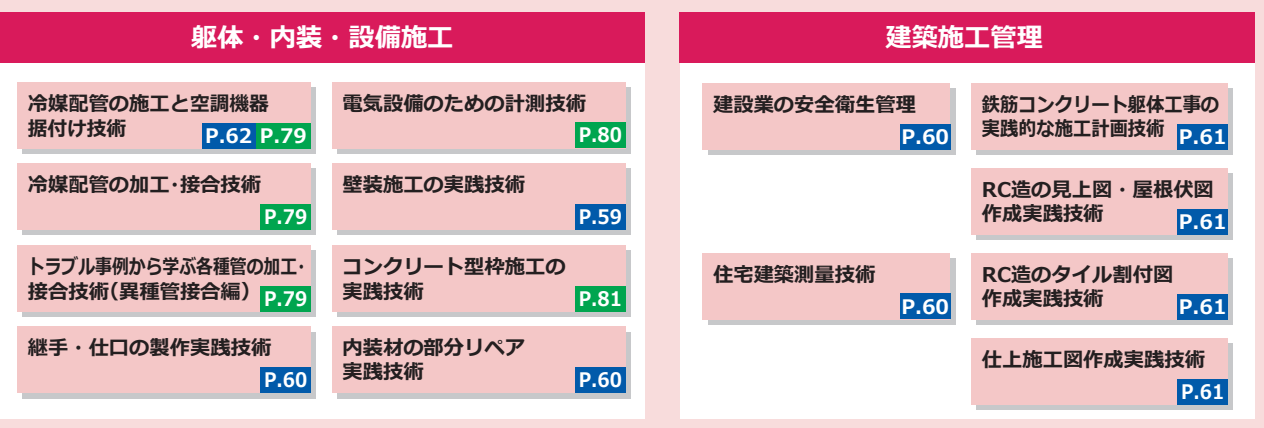 躯体・内装・設備施工
冷媒配管の施工と空調機器
据付け技術 P.62 P.79
冷媒配管の加工・接合技術
P.79
トラブル事例から学ぶ各種管の加工・
接合技術(異種管接合編) P.79
継手・仕口の製作実践技術
P.60
電気設備のための計測技術
P.80
壁装施工の実践技術
P.59
コンクリート型枠施工の
実践技術 P.81
内装材の部分リペア
実践技術 P.60
建築施工管理
建設業の安全衛生管理
P.60
住宅建築測量技術
P.60
鉄筋コンクリート躯体工事の
実践的な施工計画技術 P.61
RC造の見上図・屋根伏図
作成実践技術 P.61
RC造のタイル割付図
作成実践技術 P.61
仕上施工図作成実践技術
P.61